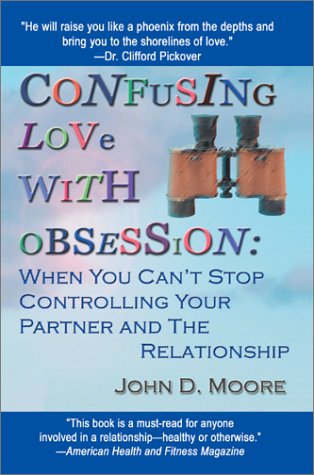 "He will raise you like a phoenix from the depths and
bring you to the shorelines of love."
—Dr. Clifford Pickover
CONFUSING
LOVe
WITH
OBSESSION:
WHEN YOU CAN'T STOP
CONTROLLING YOUR
PARTNER AND THE
RELATIONSHIP
JOHN D. MOORE
"This book is a must-read for anyone
involved in a relationship—healthy or otherwise."
—American Health and Fitness Magazine